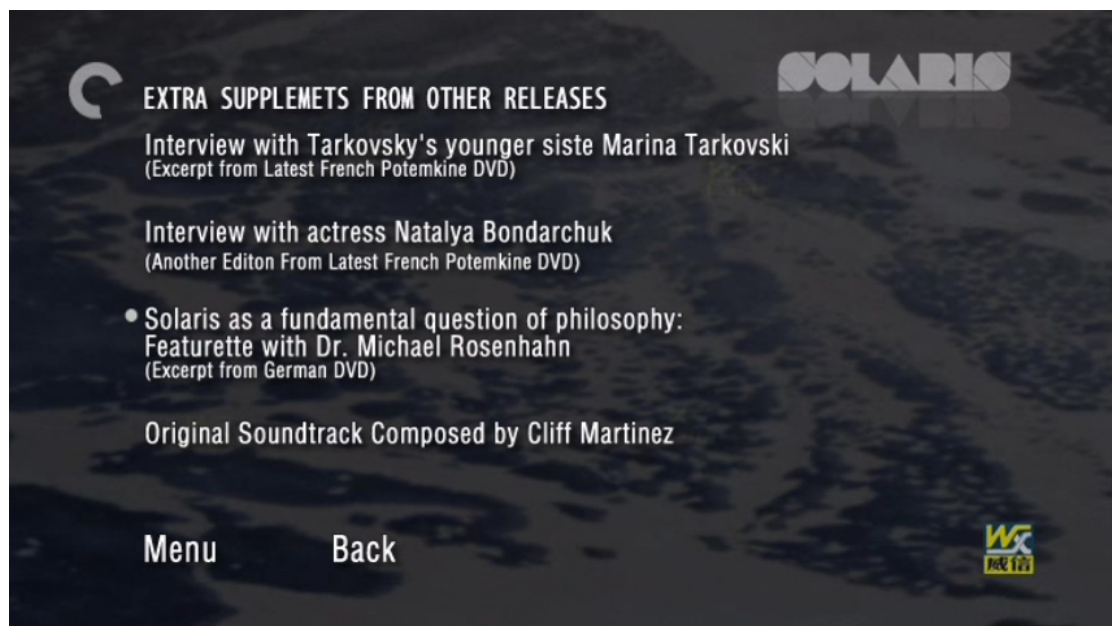 SOLARIS
EXTRA SUPPLEMETS FROM OTHER RELEASES
Interview with Tarkovsky's younger siste Marina Tarkovski
(Excerpt from Latest French Potemkine DVD)
Interview with actress Natalya Bondarchuk
(Another Editon From Latest French Potemkine DVD)
Solaris as a fundamental question of philosophy:
Featurette with Dr. Michael Rosenhahn
(Excerpt from German DVD)
Original Soundtrack Composed by Cliff Martinez
Menu Back
WX
威信